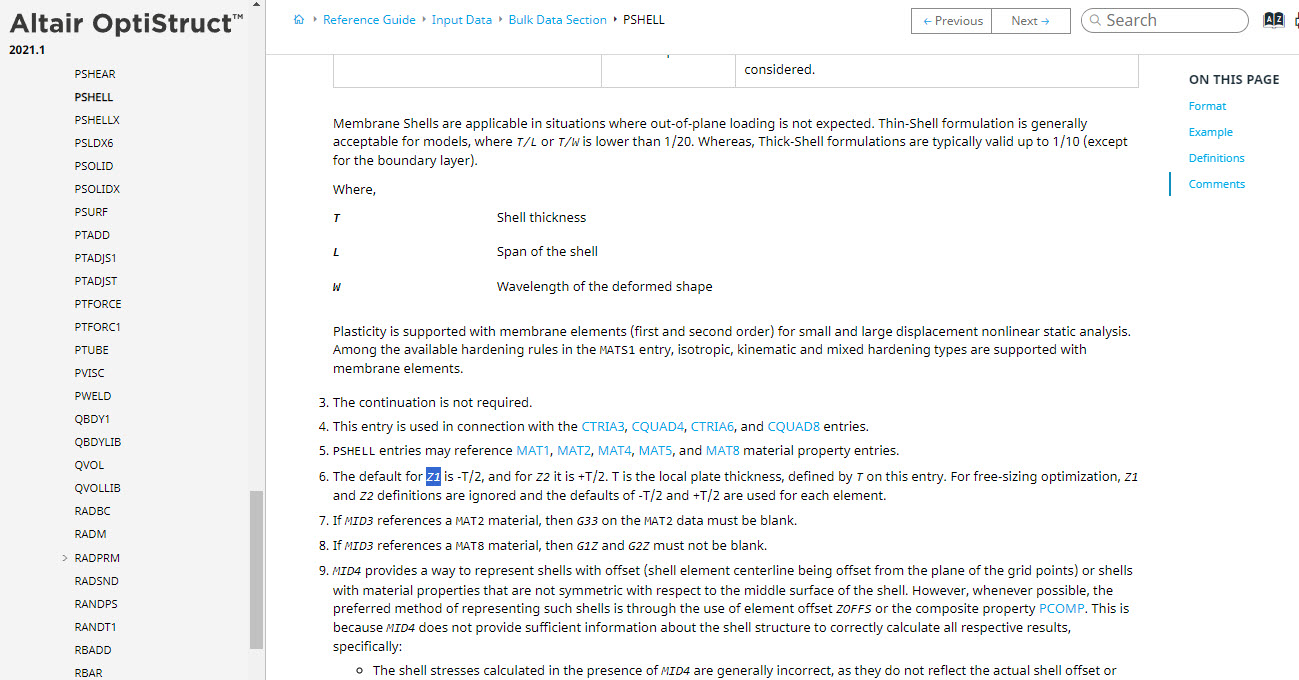 Altair OptiStruct™
2021.1
PSHEAR
PSHELL
PSHELLX
PSLDX6
PSOLID
PSOLIDX
PSURF
PTADD
PTADJS1
PTADJST
PTFORCE
PTFORC1
PTUBE
PVISC
PWELD
QBDY1
QBDYLIB
QVOL
QVOLLIB
RADBC
RADM
RADPRM
RADSND
RANDPS
RANDT1
RBADD
RBAR
Reference Guide Input Data Bulk Data Section PSHELL
← Previous Next → Search
A Z
considered.
Membrane Shells are applicable in situations where out-of-plane loading is not expected. Thin-Shell formulation is generally
acceptable for models, where T/L or T/W is lower than 1/20. Whereas, Thick-Shell formulations are typically valid up to 1/10 (except
for the boundary layer).
Where,
T Shell thickness
L Span of the shell
W Wavelength of the deformed shape
Plasticity is supported with membrane elements (first and second order) for small and large displacement nonlinear static analysis.
Among the available hardening rules in the MATS1 entry, isotropic, kinematic and mixed hardening types are supported with
membrane elements.
3. The continuation is not required.
4. This entry is used in connection with the CTRIA3, CQUAD4, CTRIA6, and CQUAD8 entries.
5. PSHELL entries may reference MAT1, MAT2, MAT4, MAT5, and MAT8 material property entries.
6. The default for Z1 is -T/2, and for Z2 it is +T/2. T is the local plate thickness, defined by T on this entry. For free-sizing optimization, Z1
and Z2 definitions are ignored and the defaults of -T/2 and +T/2 are used for each element.
7. If MID3 references a MAT2 material, then G33 on the MAT2 data must be blank.
8. If MID3 references a MAT8 material, then G1Z and G2Z must not be blank.
9. MID4 provides a way to represent shells with offset (shell element centerline being offset from the plane of the grid points) or shells
with material properties that are not symmetric with respect to the middle surface of the shell. However, whenever possible, the
preferred method of representing such shells is through the use of element offset ZOFFS or the composite property PCOMP. This is
because MID4 does not provide sufficient information about the shell structure to correctly calculate all respective results,
specifically:
The shell stresses calculated in the presence of MID4 are generally incorrect, as they do not reflect the actual shell offset or
ON THIS PAGE
Format
Example
Definitions
Comments